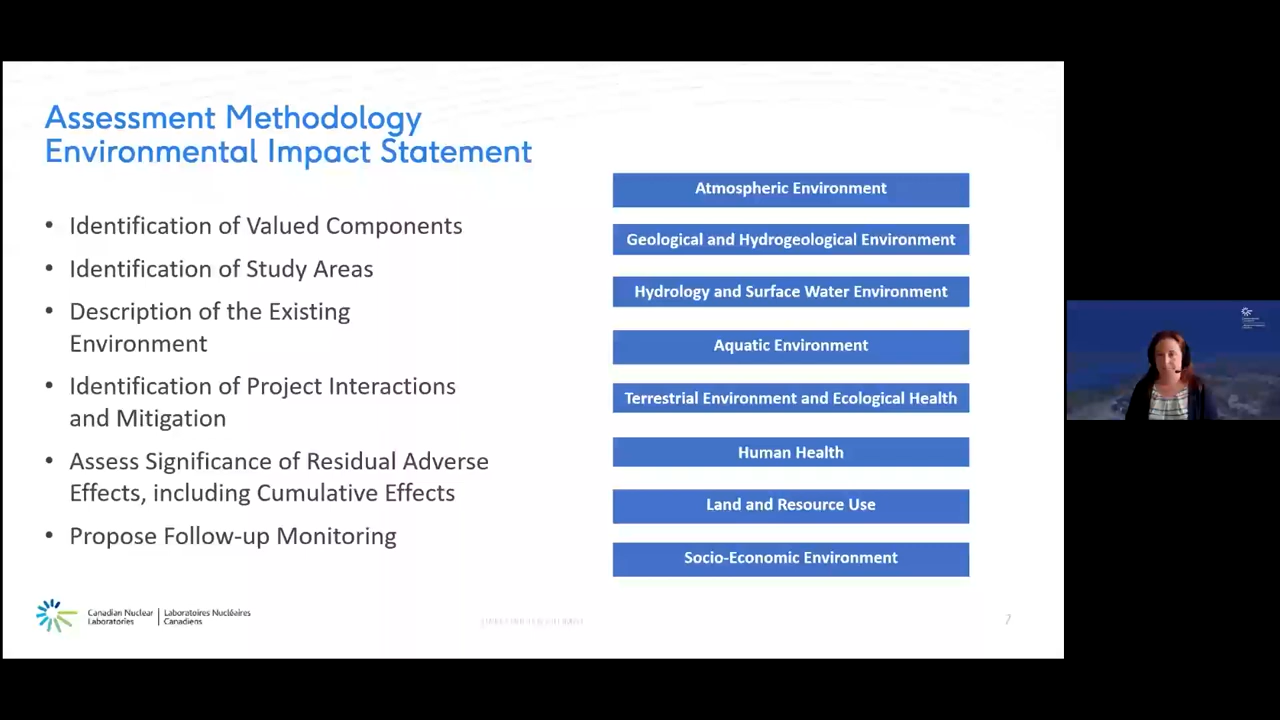 Assessment Methodology
Environmental Impact Statement
• Identification of Valued Components
• Identification of Study Areas
• Description of the Existing
Environment
• Identification of Project Interactions
and Mitigation
• Assess Significance of Residual Adverse
Effects, including Cumulative Effects
• Propose Follow-up Monitoring
Atmospheric Environment
Geological and Hydrogeological Environment
Hydrology and Surface Water Environment
Aquatic Environment
Terrestrial Environment and Ecological Health
Human Health
Land and Resource Use
Socio-Economic Environment
Canadian Nuclear
Laboratories
Laboratoires Nucléaires
Canadiens
7